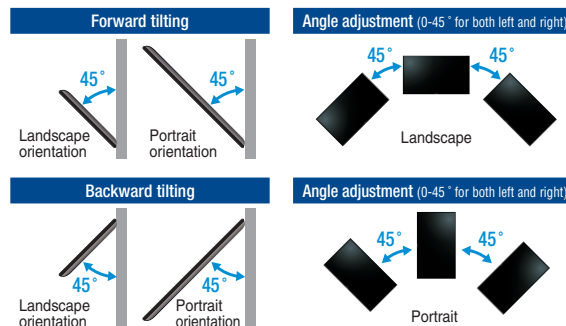 Forward tilting
45°
45°
Landscape
orientation
Portrait
orientation
Angle adjustment (0-45 ° for both left and right)
45°
45°
Landscape
Backward tilting
45°
45°
Landscape
orientation
Portrait
orientation
Angle adjustment (0-45 ° for both left and right)
45°
45°
Portrait